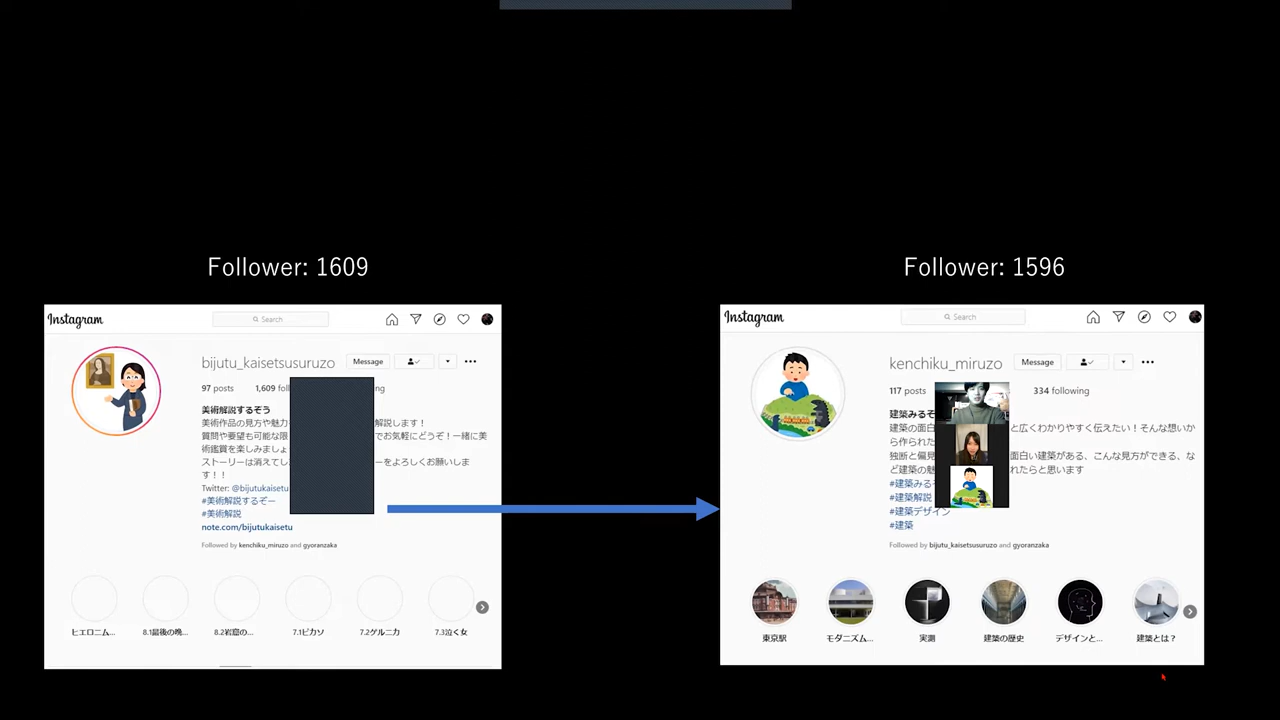 Follower: 1609
Follower: 1596
Instagram
Search
bijutu_kaisetsusuruzo
Message
97 posts
1,609
美術解説するぞう
美術作品の見方や魅力 解説します！
質問や要望も可能な限 でお気軽にどうぞ！一緒に美
術鑑賞を楽しみましょ
ストーリーは消えてし ーをよろしくお願いしま
す！！
Twitter: @bijutukaisetu
#美術解説するぞー
#美術解説
note.com/bijutukaisetu
Followed by kenchiku_miruzo and gyoranzaka
ヒエロニム...
8.1最後の晩...
8.2岩窟の...
7.1ピカソ
7.2ゲルニカ
7.3泣く女
Instagram
Search
kenchiku_miruzo
Message
117 posts
334 following
建築みるぞ
建築の面白 と広くわかりやすく伝えたい！そんな想いか
ら作られた
独断と偏見 面白い建築がある、こんな見方ができる、な
ど建築の魅 れたらと思います
#建築みる
#建築解説
#建築デザイン
#建築
Followed by bijutu_kaisetsusuruzo and gyoranzaka
東京駅
モダニズム...
実測
建築の歴史
デザインと...
建築とは？